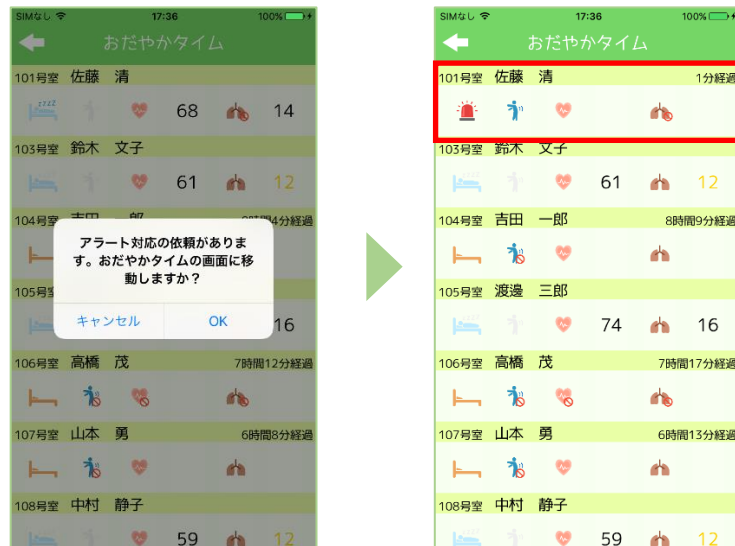 SIMなし 17:36 100%
おだやかタイム
101号室 佐藤 清
zzzz 68 14
103号室 鈴木 文子
61 12
104号室 吉田 一郎 4分経過
アラート対応の依頼がありま
す。おだやかタイムの画面に移
動しますか？
キャンセル OK
105号室
16
106号室 高橋 茂 7時間12分経過
107号室 山本 勇 6時間8分経過
108号室 中村 静子
59 12
SIMなし 17:36 100%
おだやかタイム
101号室 佐藤 清 1分経過
103号室 鈴木 文子
61 12
104号室 吉田 一郎 8時間9分経過
105号室 渡邉 三郎
74 16
106号室 高橋 茂 7時間17分経過
107号室 山本 勇 6時間13分経過
108号室 中村 静子
59 12